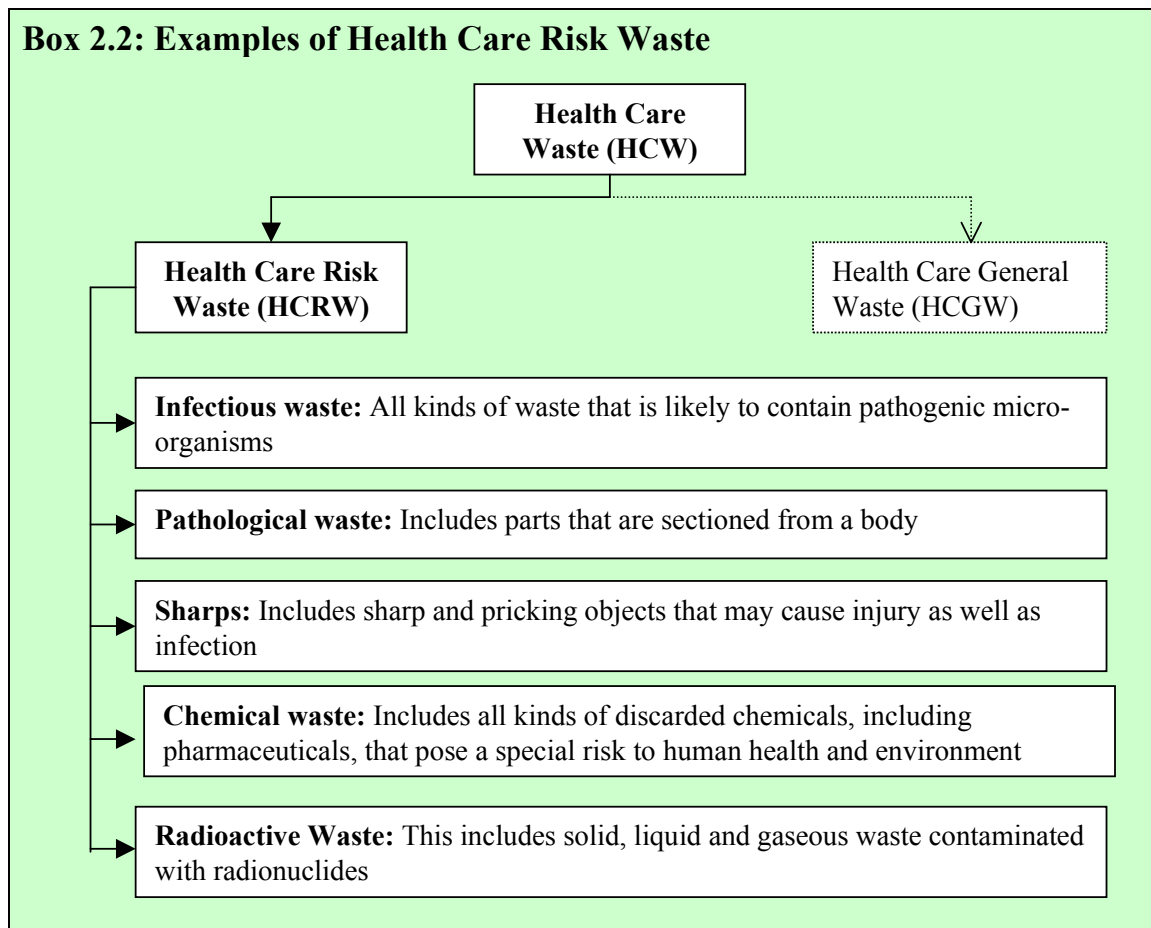 Box 2.2: Examples of Health Care Risk Waste
Health Care
Waste (HCW)
Health Care Risk
Waste (HCRW)
Health Care General
Waste (HCGW)
Infectious waste: All kinds of waste that is likely to contain pathogenic micro-
organisms
Pathological waste: Includes parts that are sectioned from a body
Sharps: Includes sharp and pricking objects that may cause injury as well as
infection
Chemical waste: Includes all kinds of discarded chemicals, including
pharmaceuticals, that pose a special risk to human health and environment
Radioactive Waste: This includes solid, liquid and gaseous waste contaminated
with radionuclides